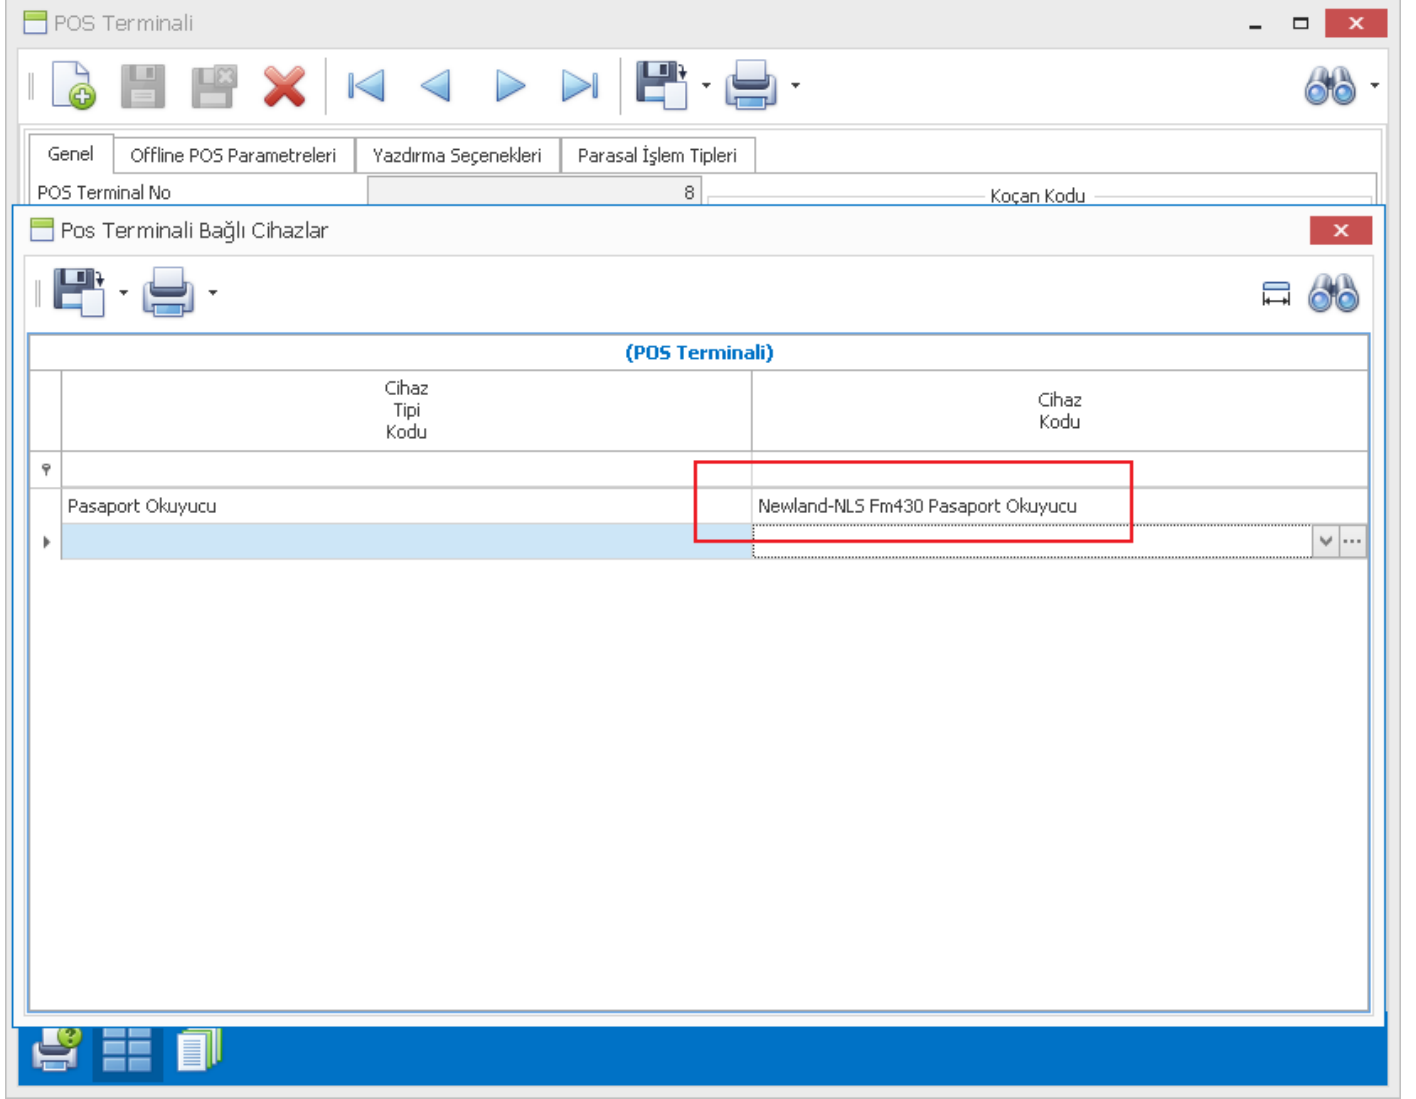 POS Terminali
Genel
Offline POS Parametreleri
Yazdırma Seçenekleri
Parasal İşlem Tipleri
POS Terminal No
8
Koçan Kodu
Pos Terminali Bağlı Cihazlar
(POS Terminali)
Cihaz
Tipi
Kodu
Cihaz
Kodu
Pasaport Okuyucu
Newland-NLS Fm430 Pasaport Okuyucu